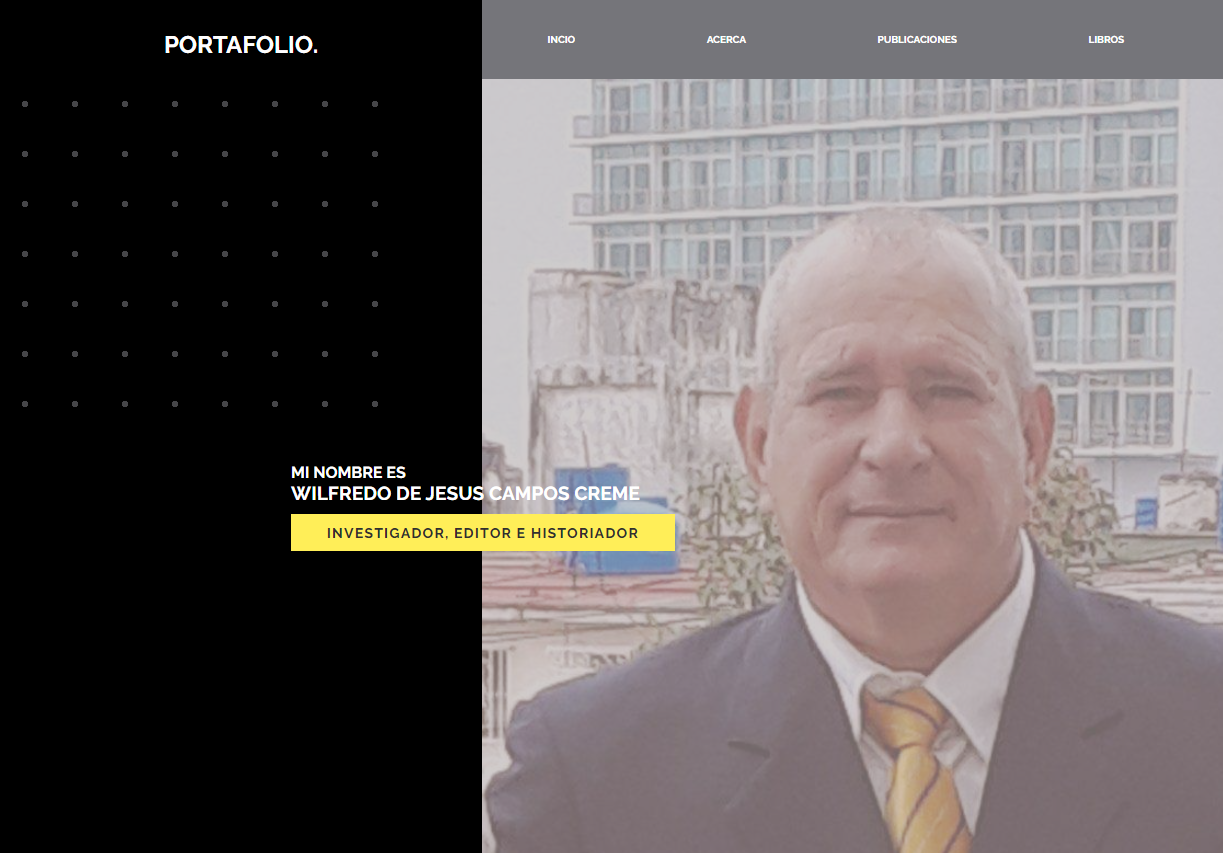 PORTAFOLIO.
INCIO
ACERCA
PUBLICACIONES
LIBROS
MI NOMBRE ES
WILFREDO DE JESUS CAMPOS CREME
INVESTIGADOR, EDITOR E HISTORIADOR